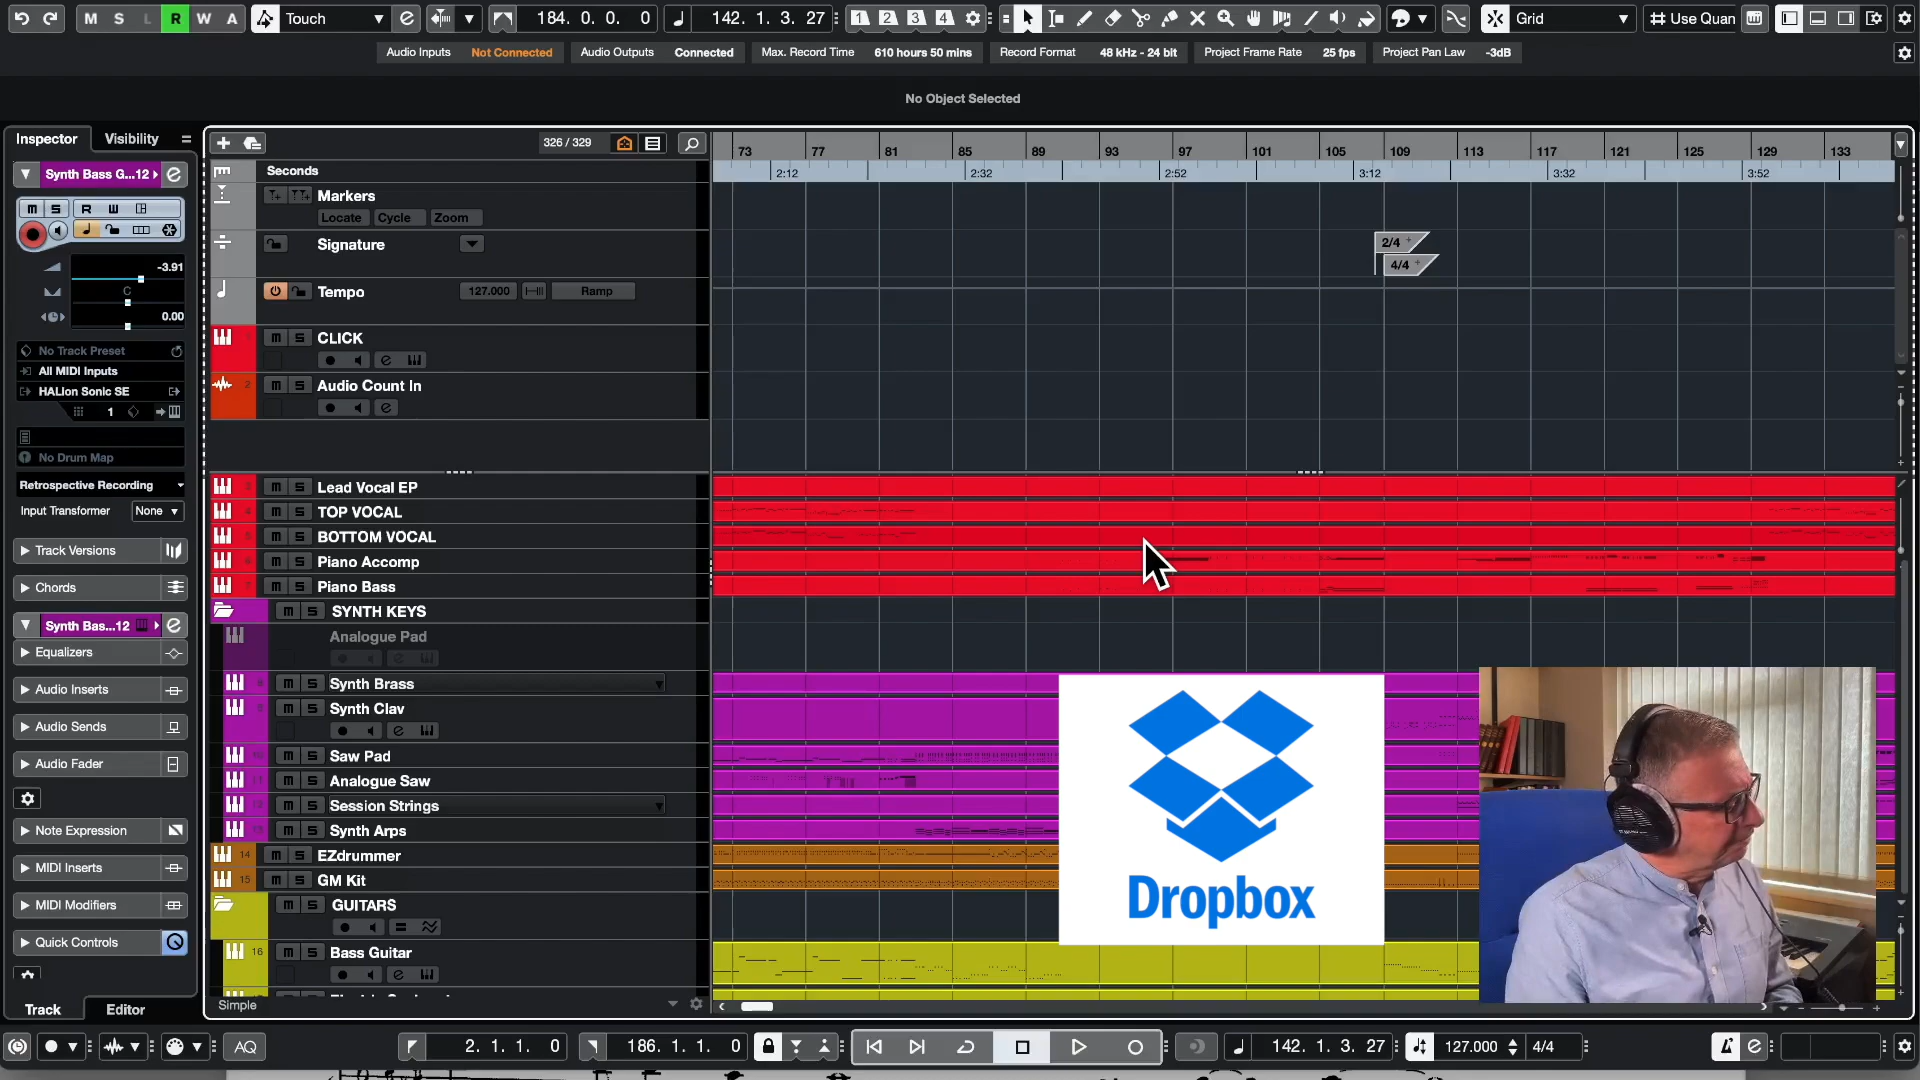 M S L R W A Touch 184. 0. 0. 0 142. 1. 3. 27 1 2 3 4 Grid # Use Quan
Audio Inputs Not Connected Audio Outputs Connected Max. Record Time 610 hours 50 mins Record Format 48 kHz - 24 bit Project Frame Rate 25 fps Project Pan Law -3dB
No Object Selected
Inspector Visibility
326 / 329
Synth Bass G...12
M S R W
-3.91
C
0.00
No Track Preset
All MIDI Inputs
HALion Sonic SE
1
No Drum Map
Retrospective Recording
Input Transformer None
Track Versions
Chords
Synth Bas...12
Equalizers
Audio Inserts
Audio Sends
Audio Fader
Note Expression
MIDI Inserts
MIDI Modifiers
Quick Controls
Track Editor
73 77 81 85 89 93 97 101 105 109 113 117 121 125 129 133
Seconds
2:12 2:32 2:52 3:12 3:32 3:52
Markers
Locate Cycle Zoom
Signature
2/4
4/4
Tempo 127.000 Ramp
m S CLICK
2 m S Audio Count In
m S Lead Vocal EP
m S TOP VOCAL
m S BOTTOM VOCAL
m S Piano Accomp
m S Piano Bass
m S SYNTH KEYS
Analogue Pad
m S Synth Brass
m S Synth Clav
m S Saw Pad
m S Analogue Saw
m S Session Strings
m S Synth Arps
14 m S EZdrummer
15 m S GM Kit
m S GUITARS
16 m S Bass Guitar
Simple
Dropbox
AQ 2. 1. 1. 0 186. 1. 1. 0 142. 1. 3. 27 127.000 4/4